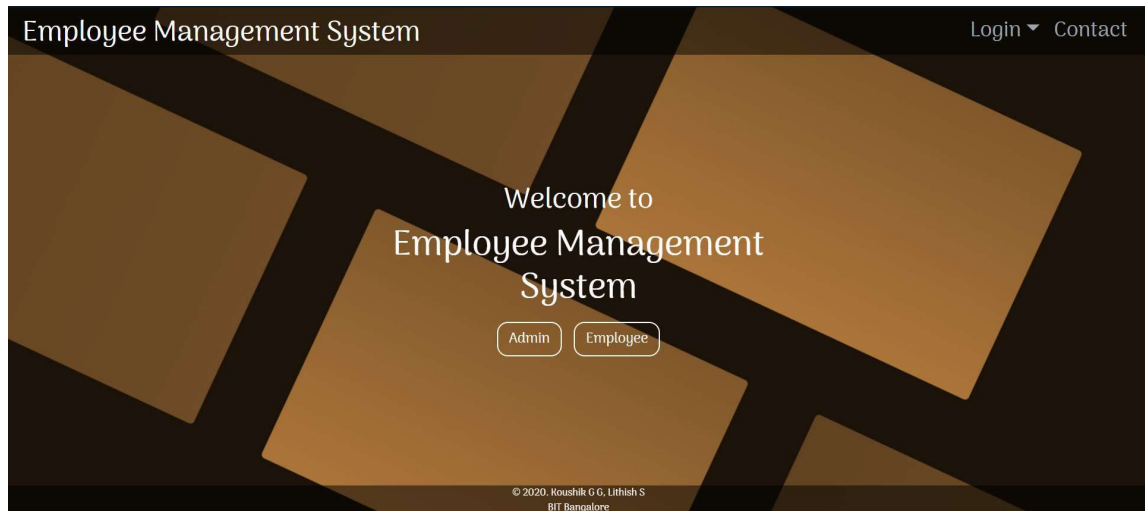 Employee Management System
Login Contact
Welcome to
Employee Management
System
Admin Employee
© 2020. Koushik G G, Lithish S
BIT Bangalore